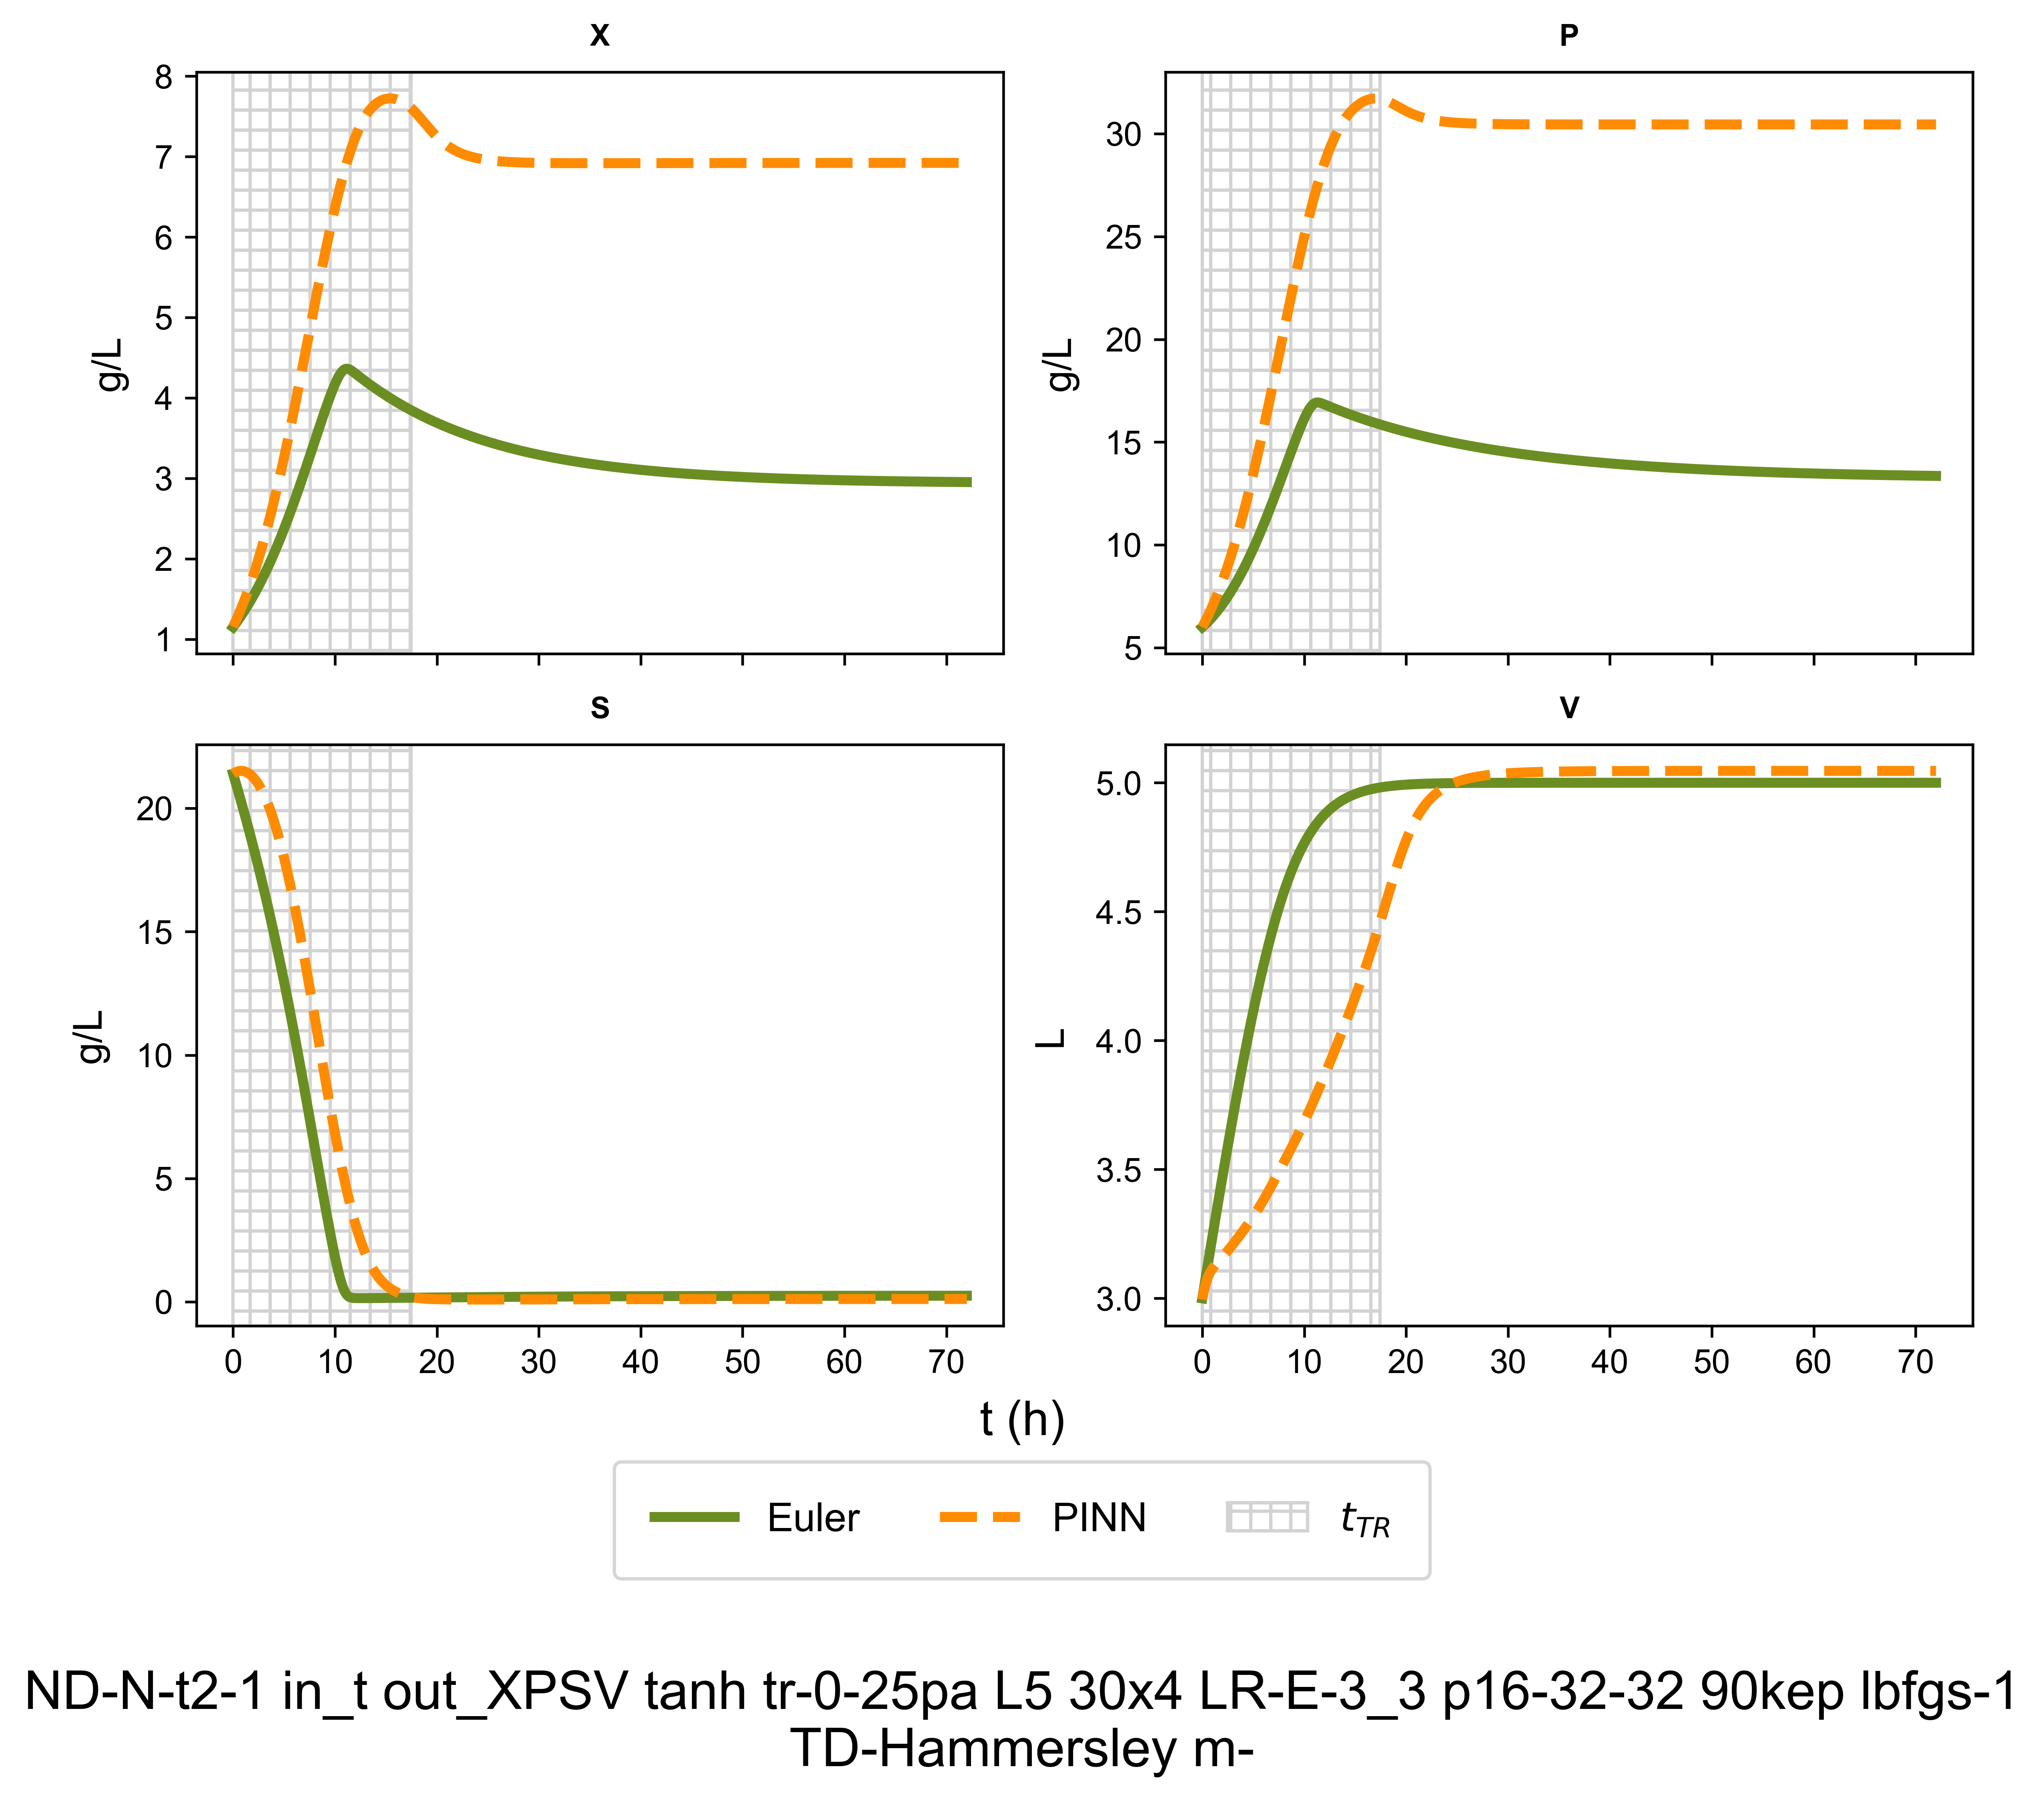 X
P
8
7
6
5
4
3
2
1
g/L
30
25
20
15
10
5
g/L
S
V
20
15
10
5
0
g/L
5.0
4.5
4.0
3.5
3.0
L
0 10 20 30 40 50 60 70
0 10 20 30 40 50 60 70
t (h)
Euler PINN t_TR
ND-N-t2-1 in_t out_XPSV tanh tr-0-25pa L5 30x4 LR-E-3_3 p16-32-32 90kep lbfgs-1
TD-Hammersley m-